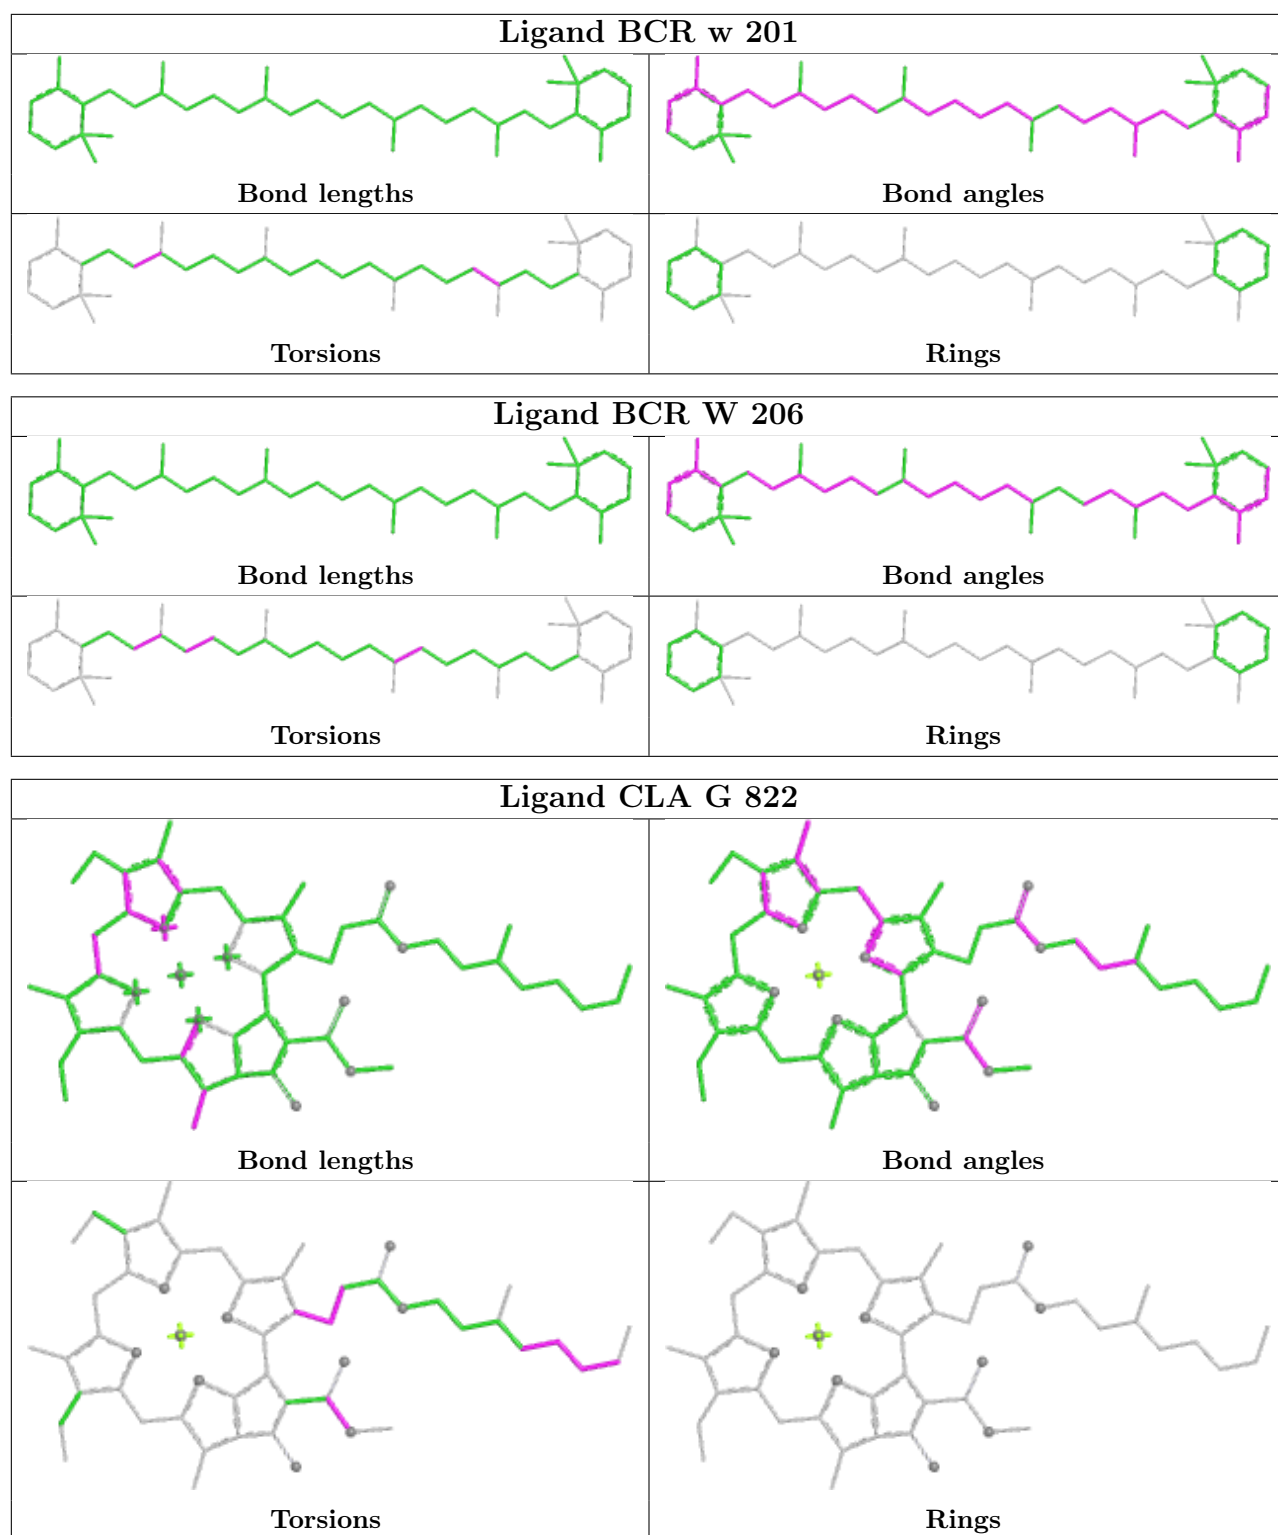 Ligand BCR w 201
Bond lengths
Bond angles
Torsions
Rings
Ligand BCR W 206
Bond lengths
Bond angles
Torsions
Rings
Ligand CLA G 822
Bond lengths
Bond angles
Torsions
Rings